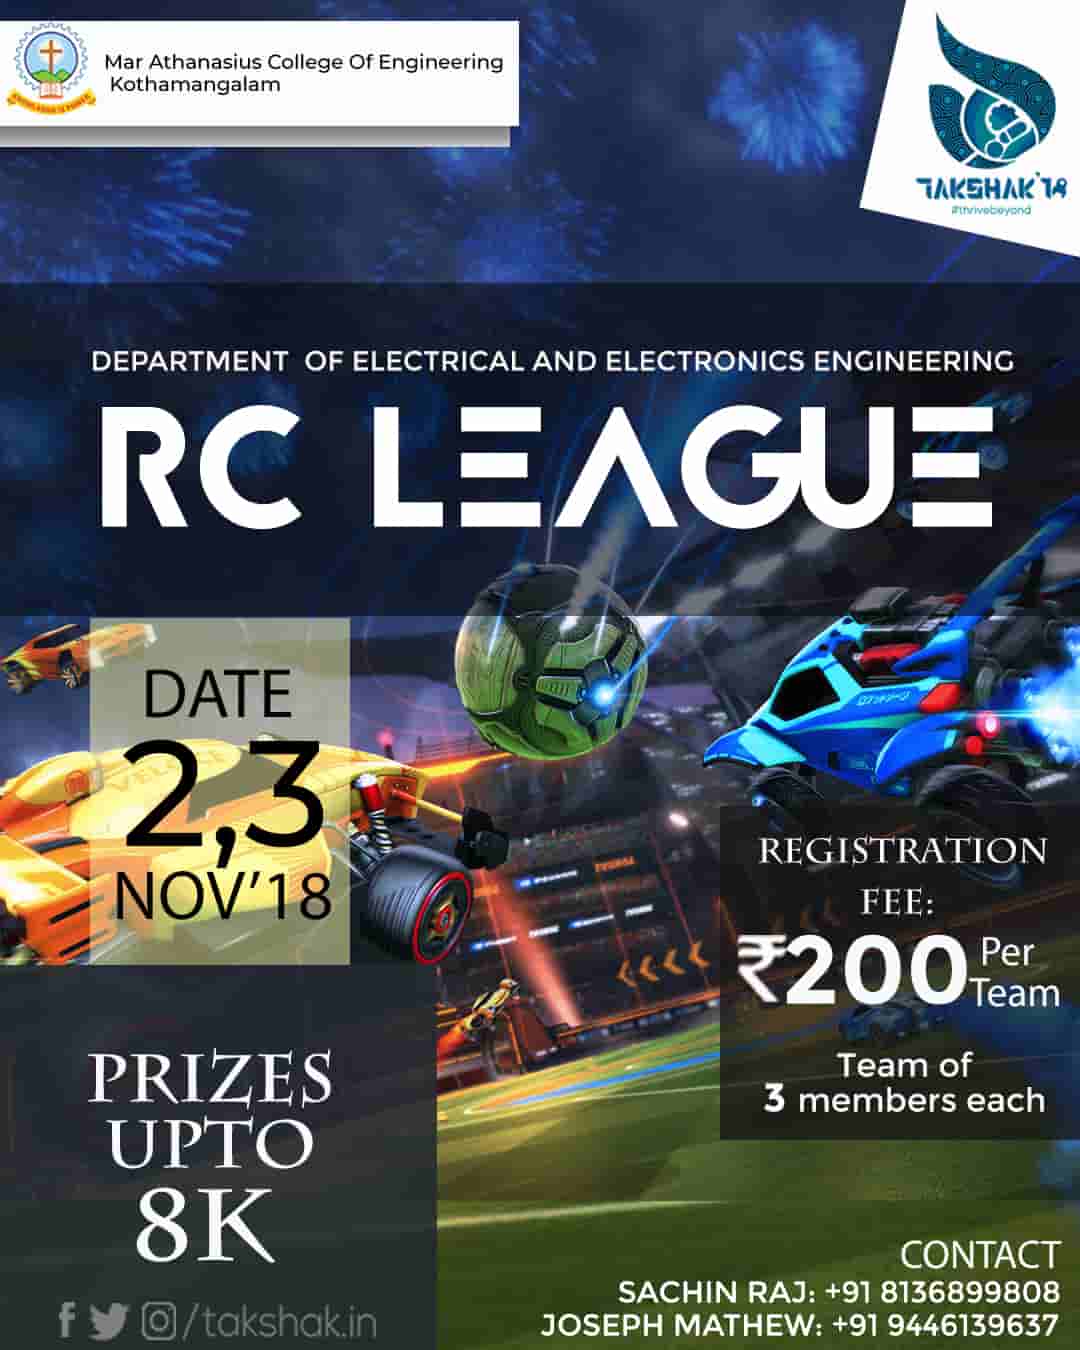 Mar Athanasius College Of Engineering
Kothamangalam
TAKSHAK'18
#thrivebeyond
DEPARTMENT OF ELECTRICAL AND ELECTRONICS ENGINEERING
RC LEAGUE
DATE
2,3
NOV'18
REGISTRATION
FEE:
₹200 Per
Team
Team of
3 members each
PRIZES
UPTO
8K
/takshak.in
CONTACT
SACHIN RAJ: +91 8136899808
JOSEPH MATHEW: +91 9446139637